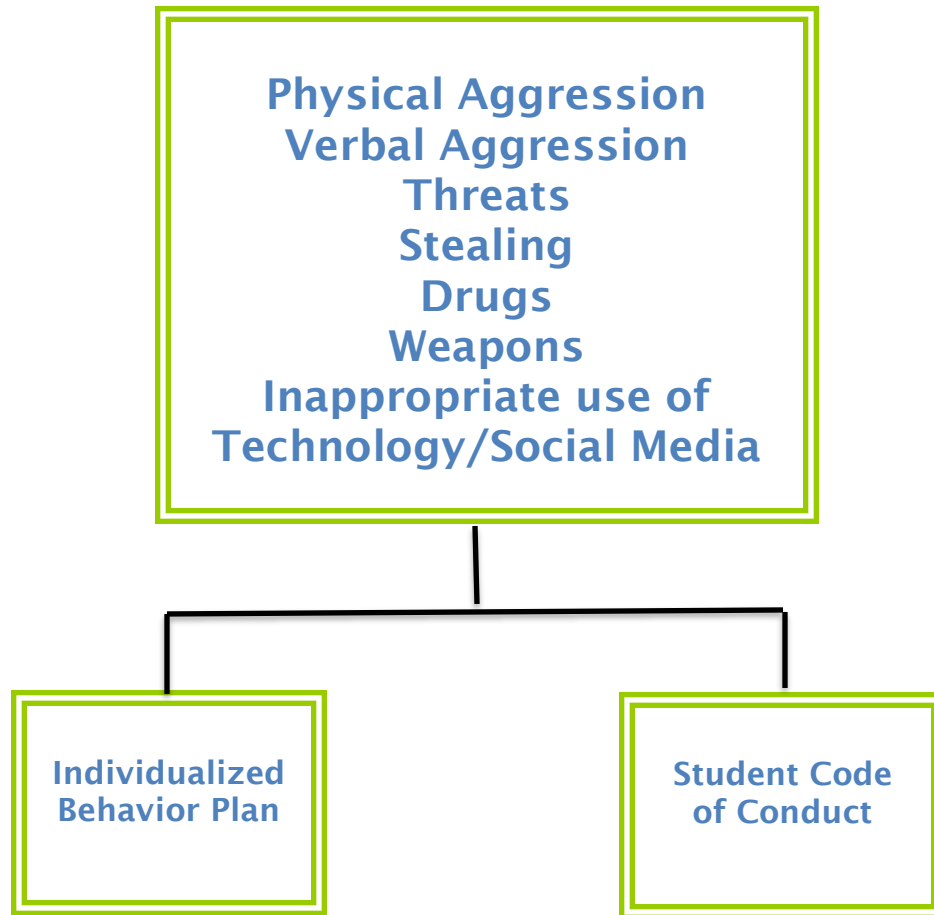 Physical Aggression
Verbal Aggression
Threats
Stealing
Drugs
Weapons
Inappropriate use of
Technology/Social Media
Individualized
Behavior Plan
Student Code
of Conduct